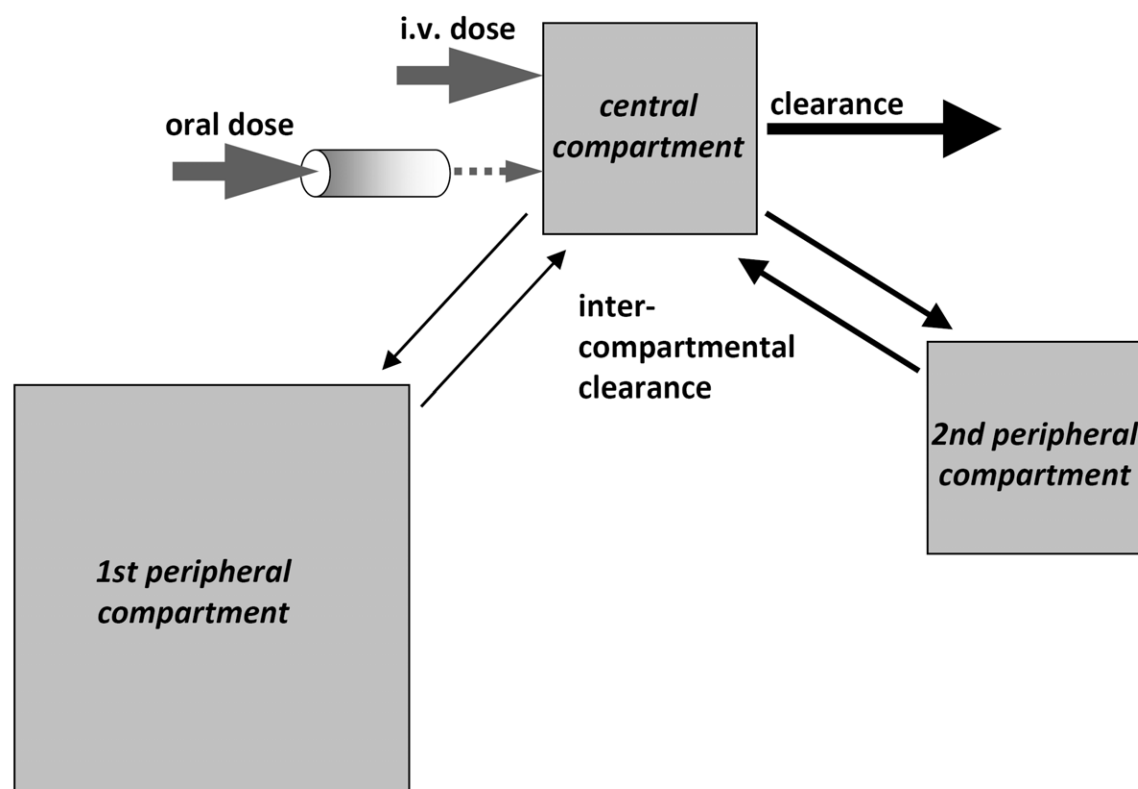 i.v. dose
oral dose
central
compartment
clearance
inter-
compartmental
clearance
1st peripheral
compartment
2nd peripheral
compartment